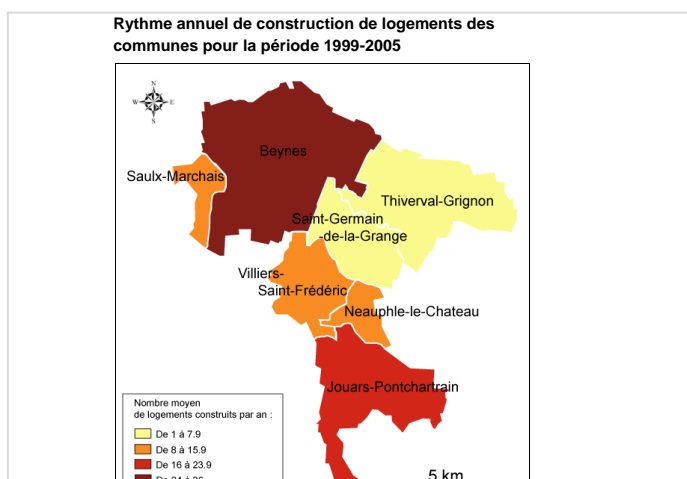 Rythme annuel de construction de logements des
communes pour la période 1999-2005
N
W E
S
Beynes
Saulx-Marchais
Thiverval-Grignon
Saint-Germain
-de-la-Grange
Villiers-
Saint-Frédéric
Neauphle-le-Chateau
Jouars-Pontchartrain
Nombre moyen
de logements construits par an :
De 1 à 7.9
De 8 à 15.9
De 16 à 23.9
5 km